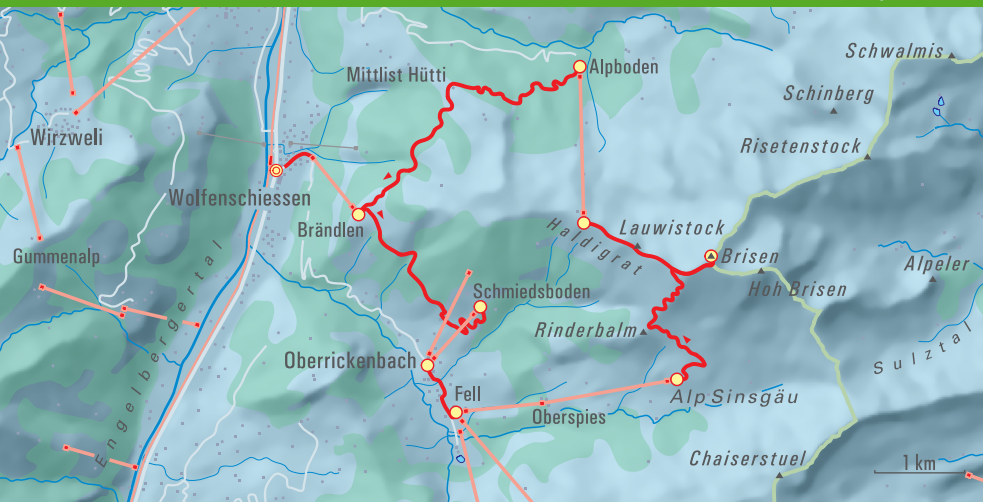 Schwalmis
Mittlist Hütti
Alpboden
Schinberg
Wirzweli
Risetenstock
Wolfenschiessen
Brändlen
Lauwistock
Haldigrat
Gummenalp
Brisen
Alpeler
Hoh Brisen
Schmiedsboden
Engelbergertal
Rinderbalm
Sulztal
Oberrickenbach
Fell
Alp Sinsgäu
Oberspies
Chaiserstuel
1 km